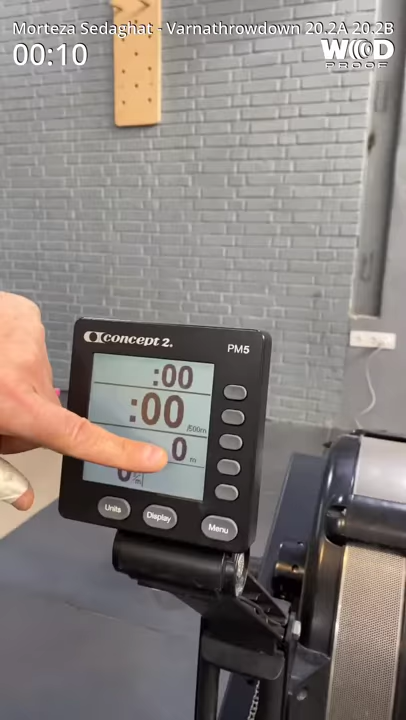 Morteza Sedaghat - Varnathrowdown 20.2A 20.2B
00:10
WOD
PROOF
concept 2.
PM5
:00
:00
/500m
0
m
0
Units
Display
Menu